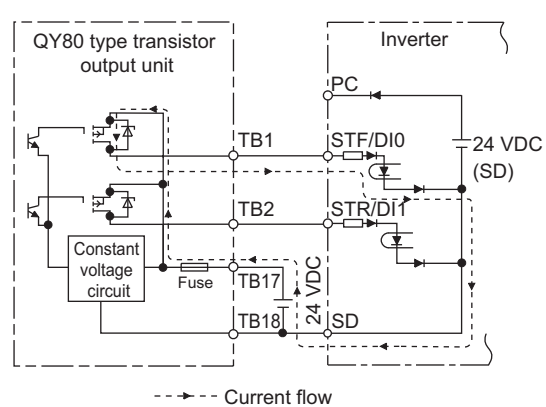 QY80 type transistor
output unit
Inverter
PC
TB1
STF/DI0
24 VDC
(SD)
TB2
STR/DI1
Constant
voltage
circuit
Fuse
TB17
24 VDC
TB18
SD
Current flow